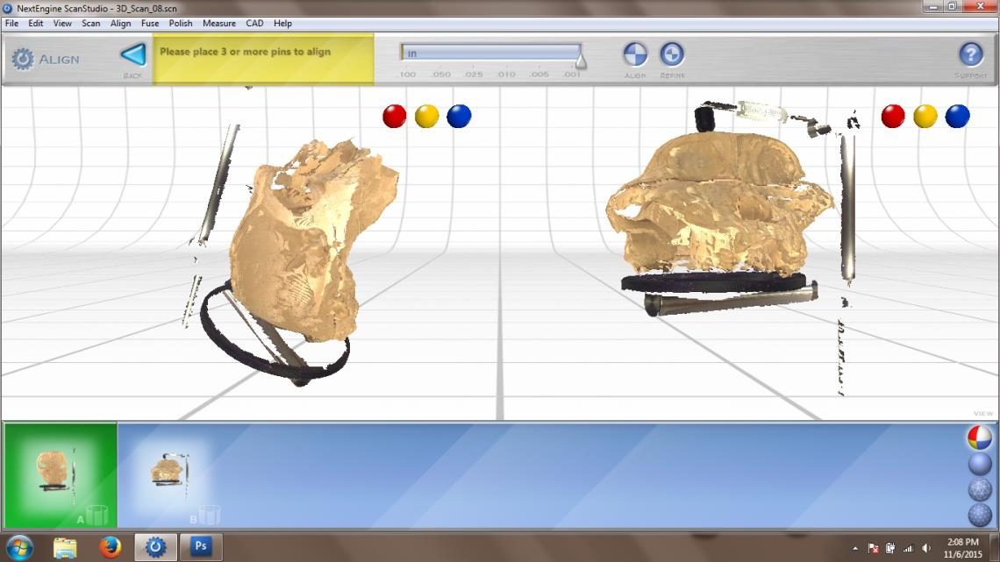 NextEngine ScanStudio - 3D_Scan_08.scn
File Edit View Scan Align Fuse Polish Measure CAD Help
ALIGN
BACK
Please place 3 or more pins to align
in
.100 .050 .025 .010 .005 .001
ALIGN
REFINE
?
SUPPORT
VIEW
A
B
Ps
2:08 PM
11/6/2015